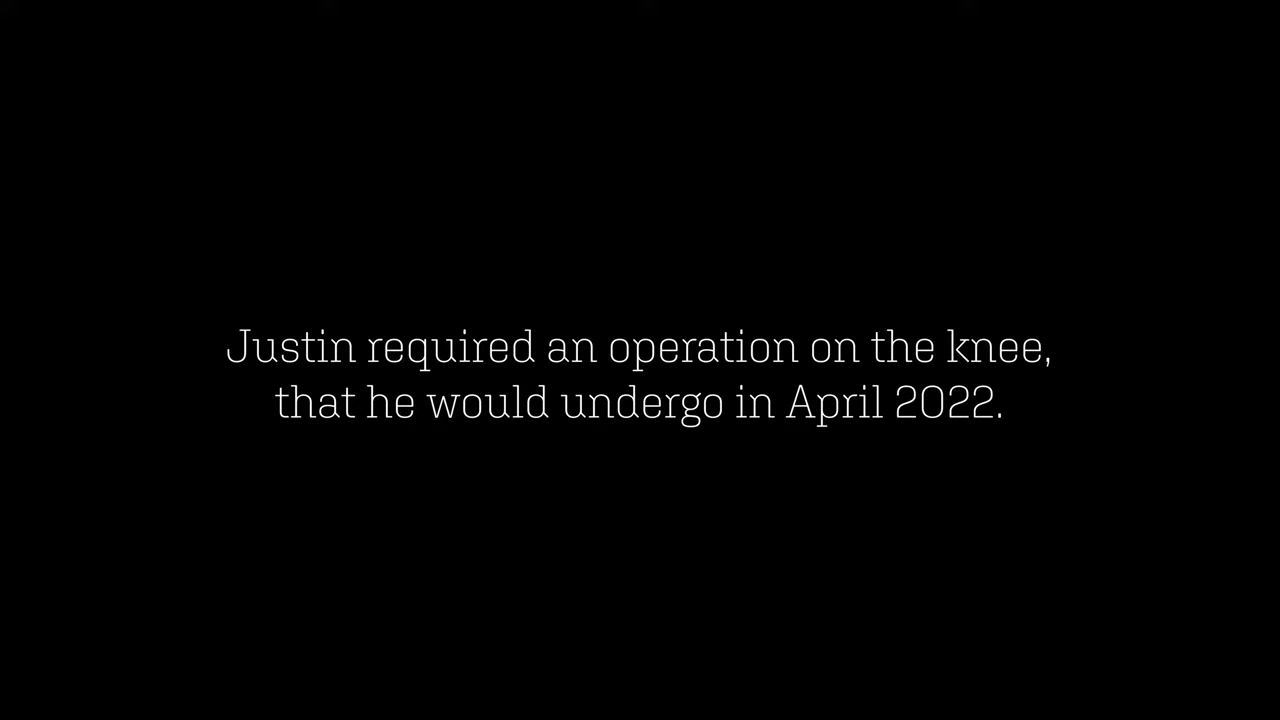 Justin required an operation on the knee,
that he would undergo in April 2022.